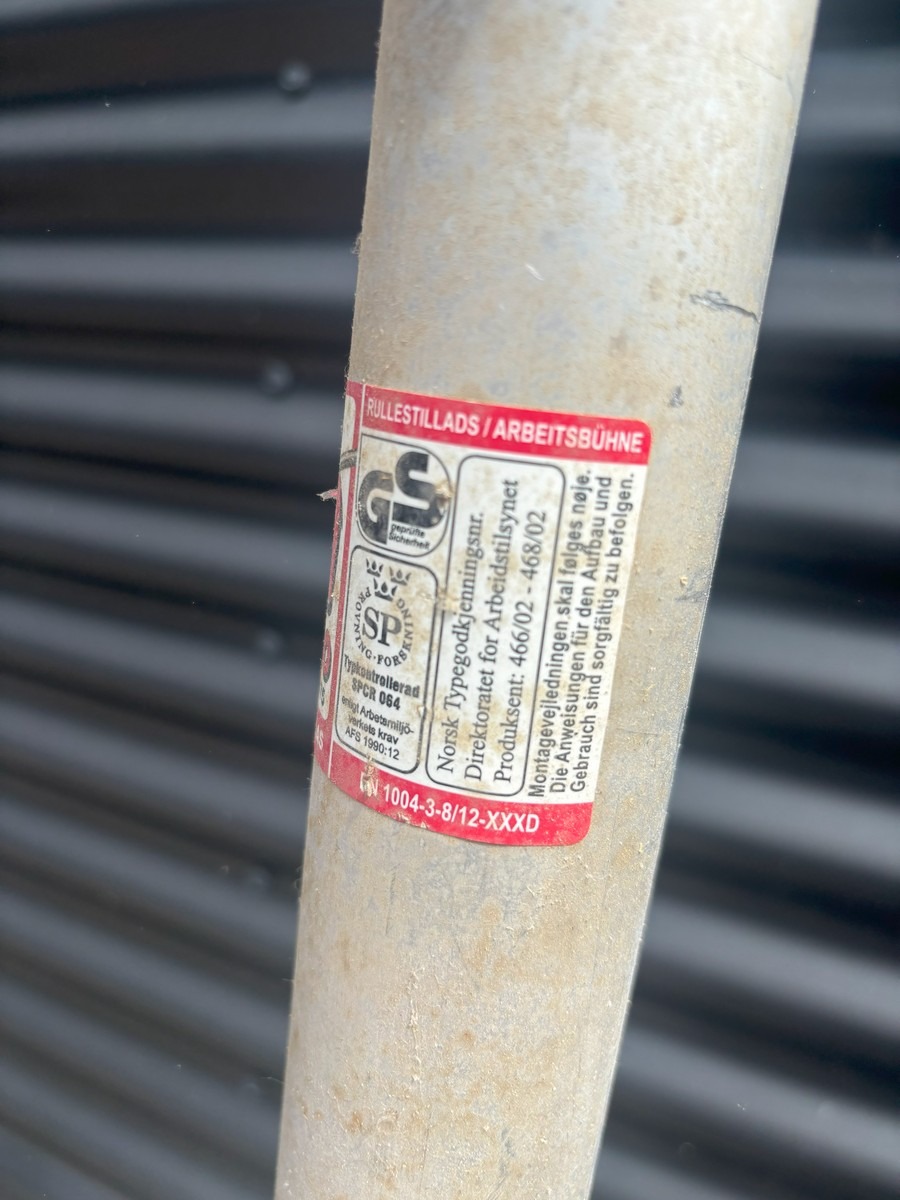 RULLESTILLADS / ARBEITSBÜHNE
GS
geprüfte
Sicherheit
PROVNING·FORSKNING
SP
Typkontrollerad
SPCR 064
enligt Arbetsmiljö-
verkets krav
AFS 1990:12
Norsk Typegodkjenningsnr.
Direktoratet for Arbeidstilsynet
Produksent: 466/02 - 468/02
Montagevejledningen skal følges nøje.
Die Anweisungen für den Aufbau und
Gebrauch sind sorgfältig zu befolgen.
EN 1004-3-8/12-XXXD